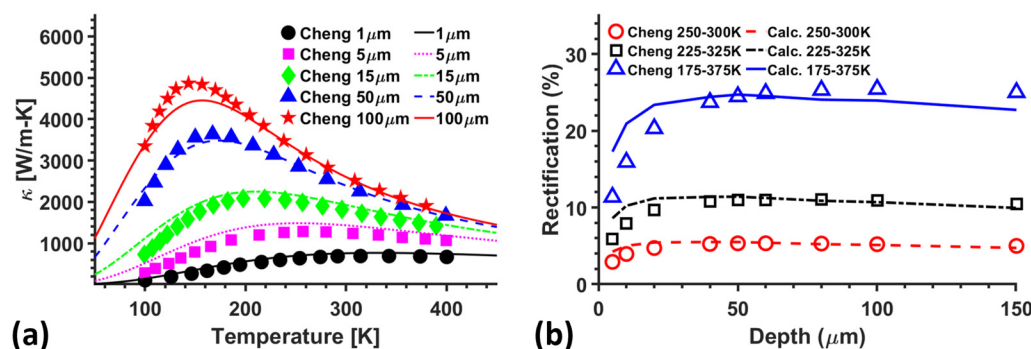 6000
5000
4000
3000
2000
1000
κ [W/m-K]
Cheng 1μm
1μm
Cheng 5μm
5μm
Cheng 15μm
15μm
Cheng 50μm
50μm
Cheng 100μm
100μm
100
200
300
400
Temperature [K]
(a)
40
30
20
10
0
Rectification (%)
Cheng 250-300K
Calc. 250-300K
Cheng 225-325K
Calc. 225-325K
Cheng 175-375K
Calc. 175-375K
0
50
100
150
Depth (μm)
(b)